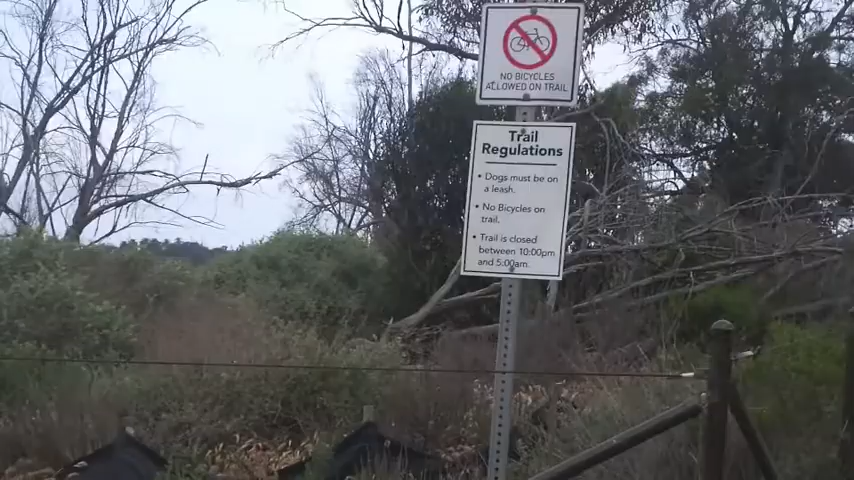 NO BICYCLES
ALLOWED ON TRAIL
Trail
Regulations
• Dogs must be on
a leash.
• No Bicycles on
trail.
• Trail is closed
between 10:00pm
and 5:00am.